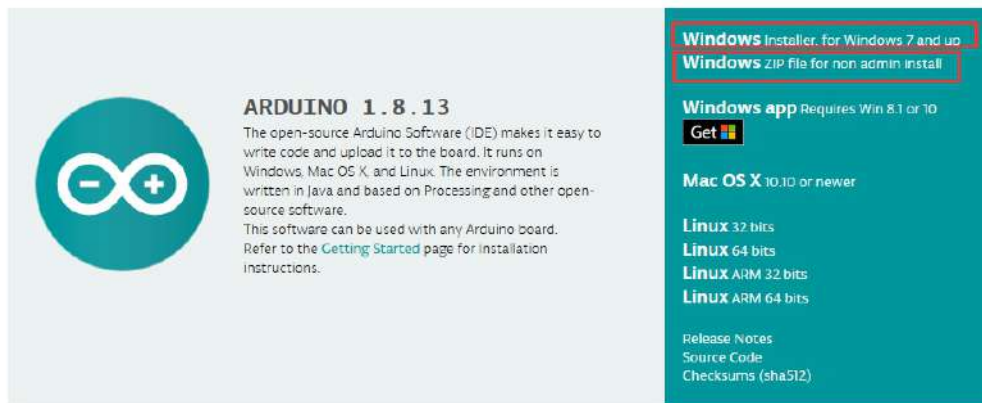 ARDUINO 1.8.13
The open-source Arduino Software (IDE) makes it easy to
write code and upload it to the board. It runs on
Windows, Mac OS X, and Linux. The environment is
written in Java and based on Processing and other open-
source software.
This software can be used with any Arduino board.
Refer to the Getting Started page for Installation
instructions.
Windows Installer, for Windows 7 and up
Windows ZIP file for non admin install
Windows app Requires Win 8.1 or 10
Get
Mac OS X 10.10 or newer
Linux 32 bits
Linux 64 bits
Linux ARM 32 bits
Linux ARM 64 bits
Release Notes
Source Code
Checksums (sha512)